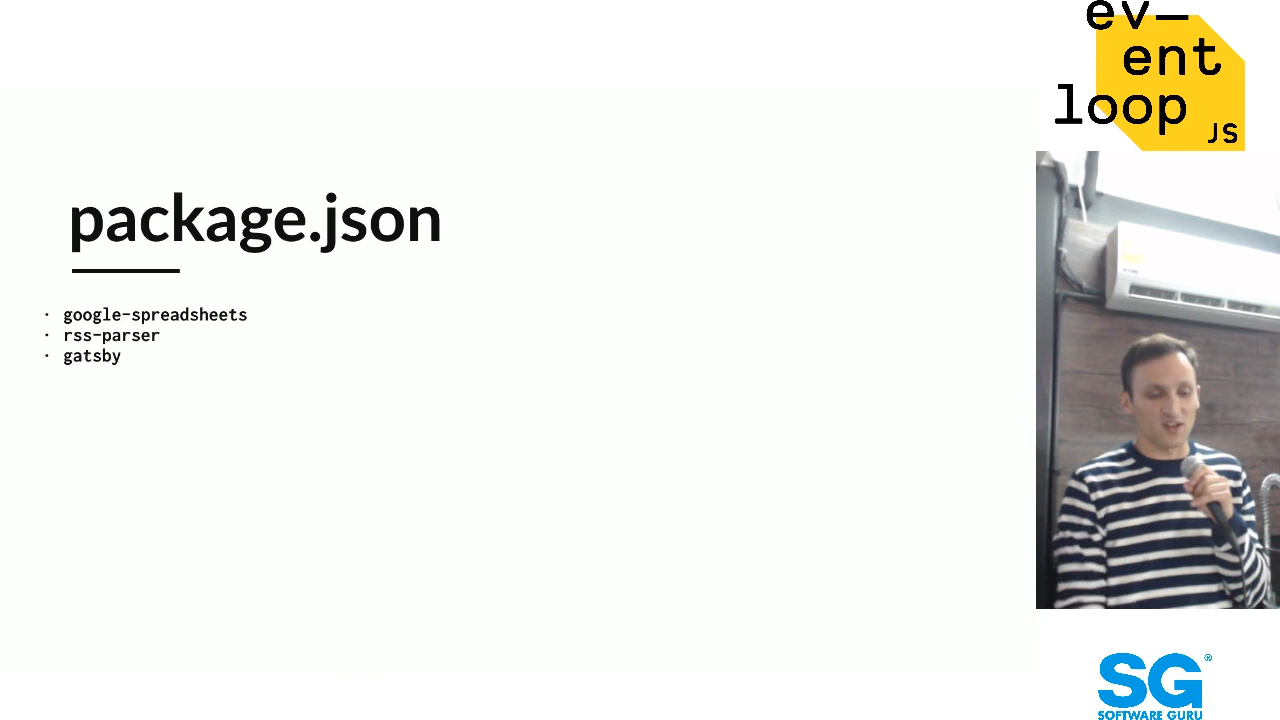 package.json
· google-spreadsheets
· rss-parser
· gatsby
ev—
ent
loop
JS
SG®
SOFTWARE GURU